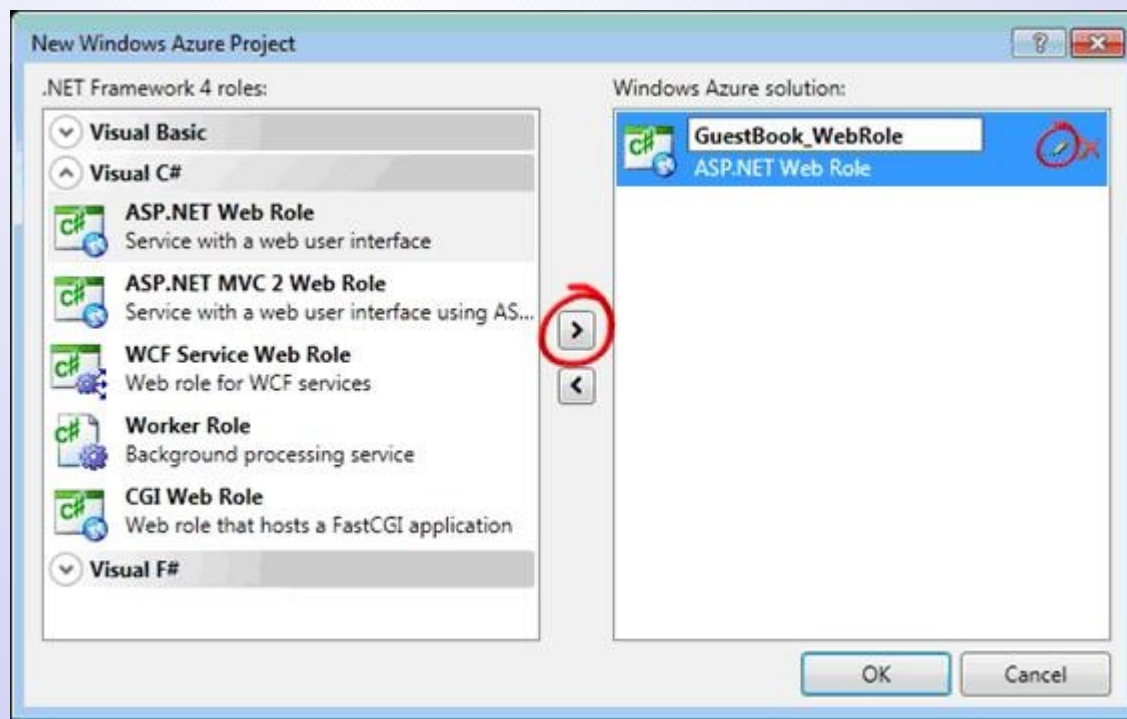 New Windows Azure Project
.NET Framework 4 roles:
Visual Basic
Visual C#
ASP.NET Web Role
Service with a web user interface
ASP.NET MVC 2 Web Role
Service with a web user interface using AS...
WCF Service Web Role
Web role for WCF services
Worker Role
Background processing service
CGI Web Role
Web role that hosts a FastCGI application
Visual F#
Windows Azure solution:
GuestBook_WebRole
ASP.NET Web Role
OK
Cancel